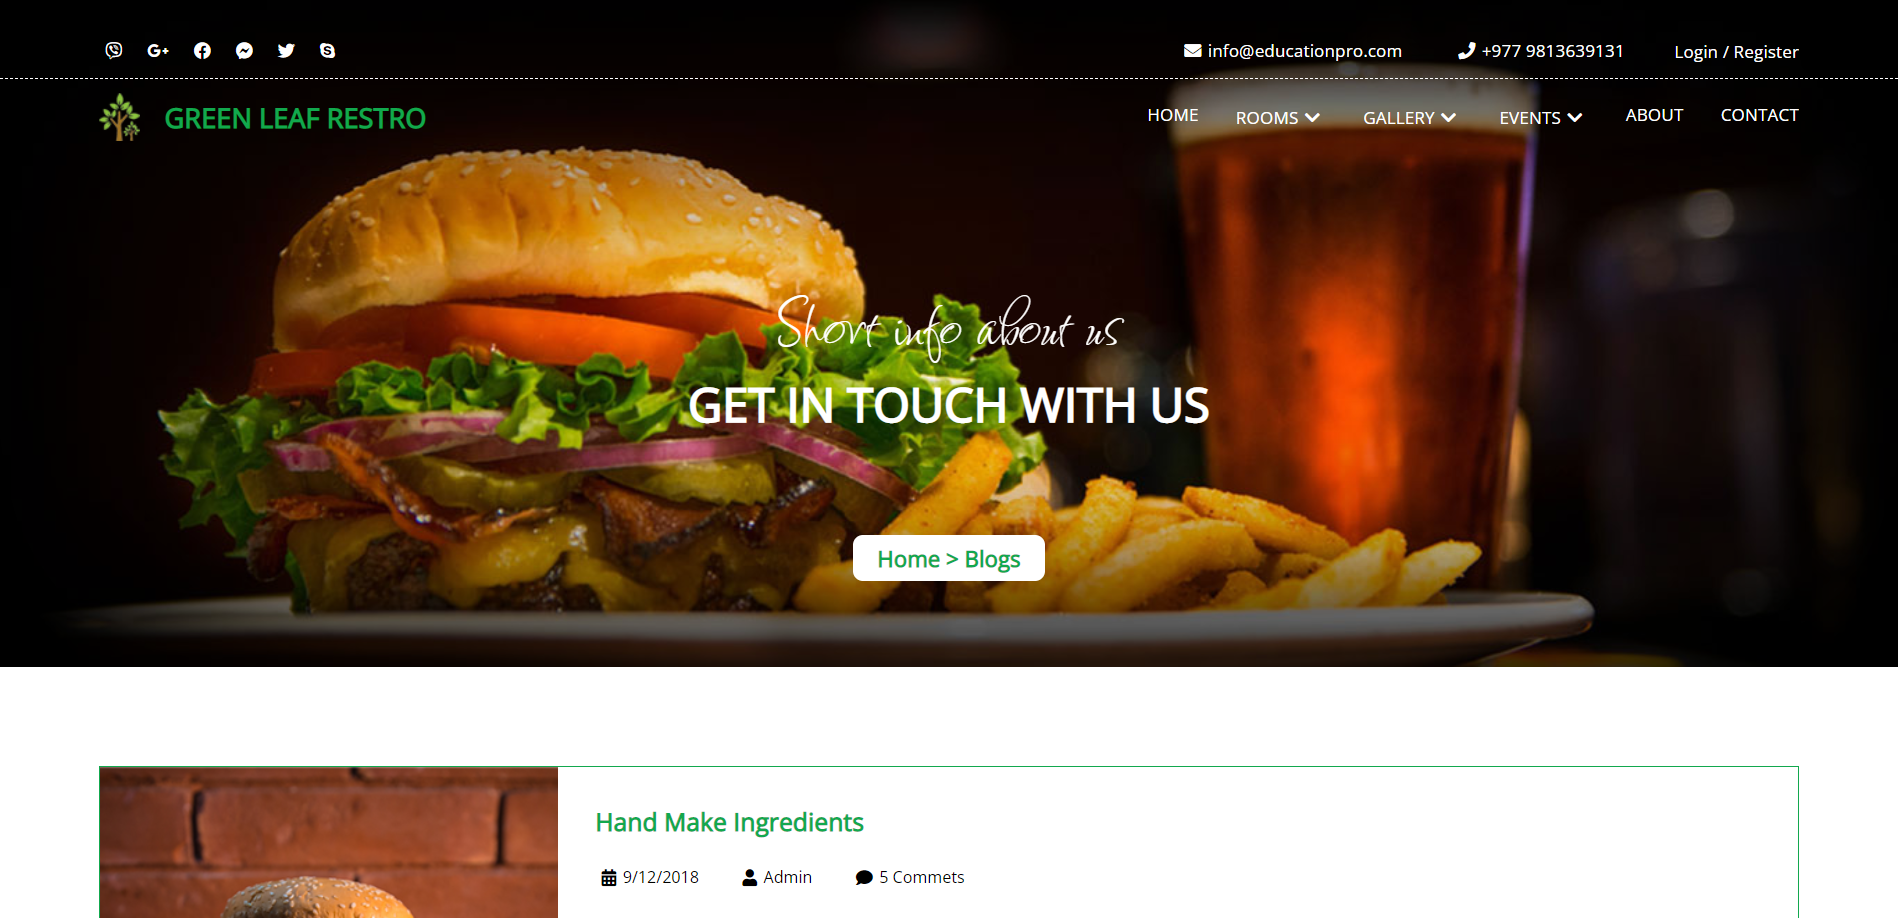 info@educationpro.com +977 9813639131 Login / Register
GREEN LEAF RESTRO HOME ROOMS GALLERY EVENTS ABOUT CONTACT
Short info about us
GET IN TOUCH WITH US
Home > Blogs
Hand Make Ingredients
9/12/2018 Admin 5 Commets